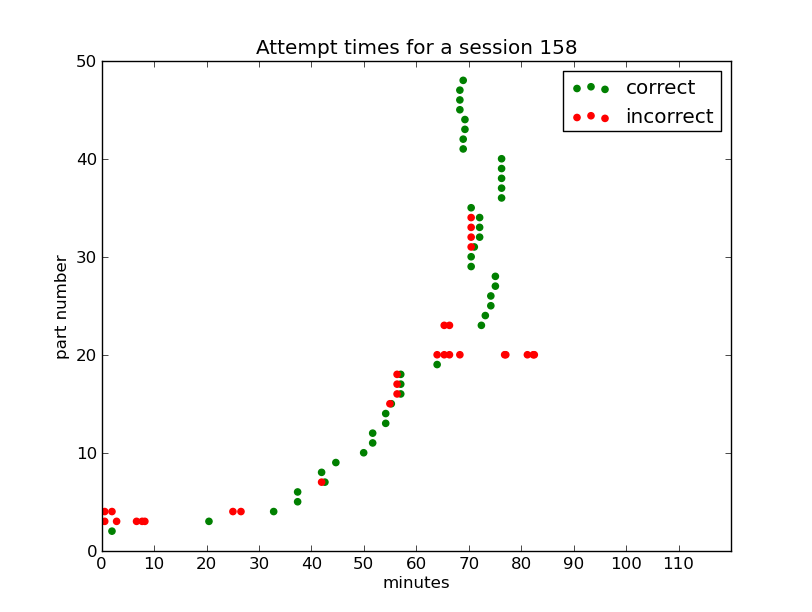 Attempt times for a session 158
correct
incorrect
50
40
30
20
10
0
part number
0 10 20 30 40 50 60 70 80 90 100 110
minutes